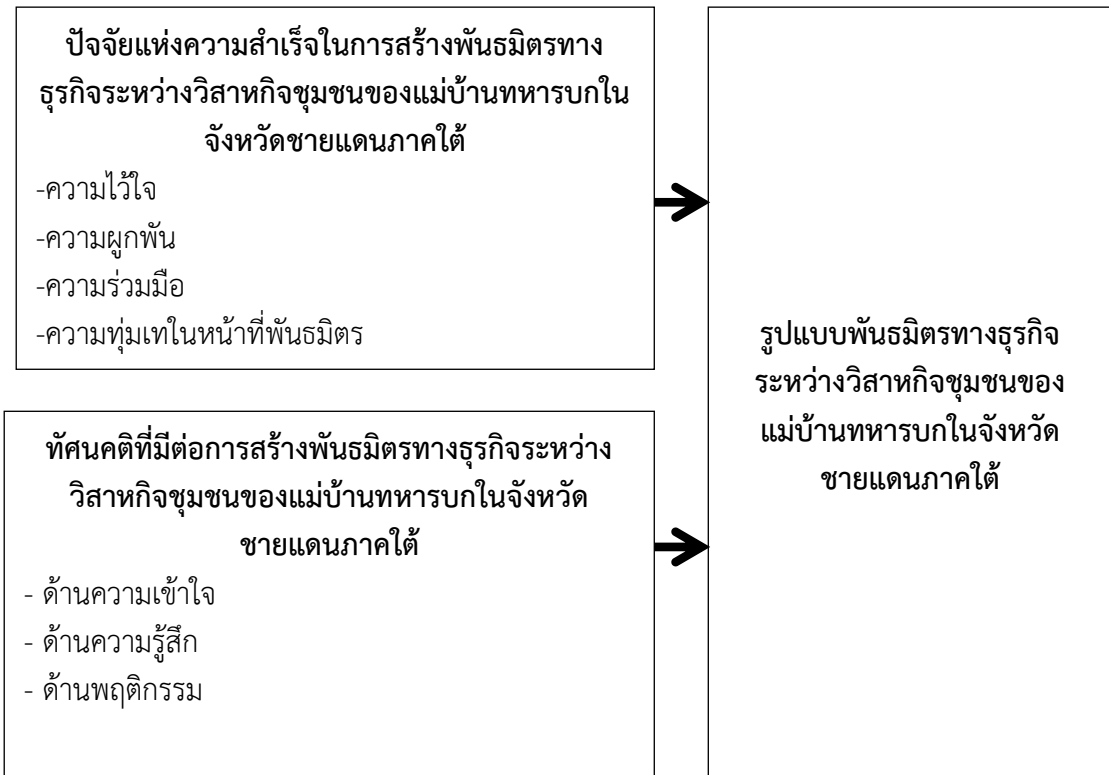 ปัจจัยแห่งความสำเร็จในการสร้างพันธมิตรทาง
ธุรกิจระหว่างวิสาหกิจชุมชนของแม่บ้านทหารบกใน
จังหวัดชายแดนภาคใต้
-ความไว้ใจ
-ความผูกพัน
-ความร่วมมือ
-ความทุ่มเทในหน้าที่พันธมิตร
ทัศนคติที่มีต่อการสร้างพันธมิตรทางธุรกิจระหว่าง
วิสาหกิจชุมชนของแม่บ้านทหารบกในจังหวัด
ชายแดนภาคใต้
- ด้านความเข้าใจ
- ด้านความรู้สึก
- ด้านพฤติกรรม
รูปแบบพันธมิตรทางธุรกิจ
ระหว่างวิสาหกิจชุมชนของ
แม่บ้านทหารบกในจังหวัด
ชายแดนภาคใต้